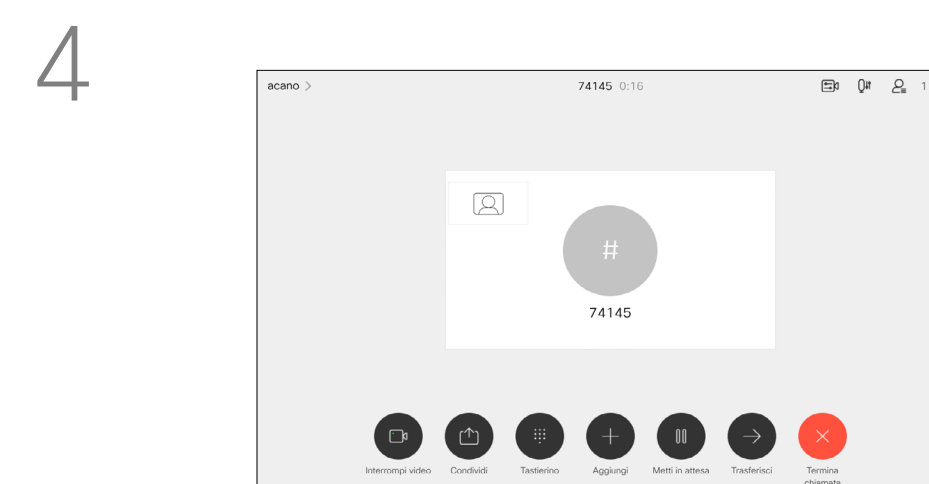 4
acano >
74145 0:16
1
#
74145
Interrompi video
Condividi
Tastierino
Aggiungi
Metti in attesa
Trasferisci
Termina
chiamata